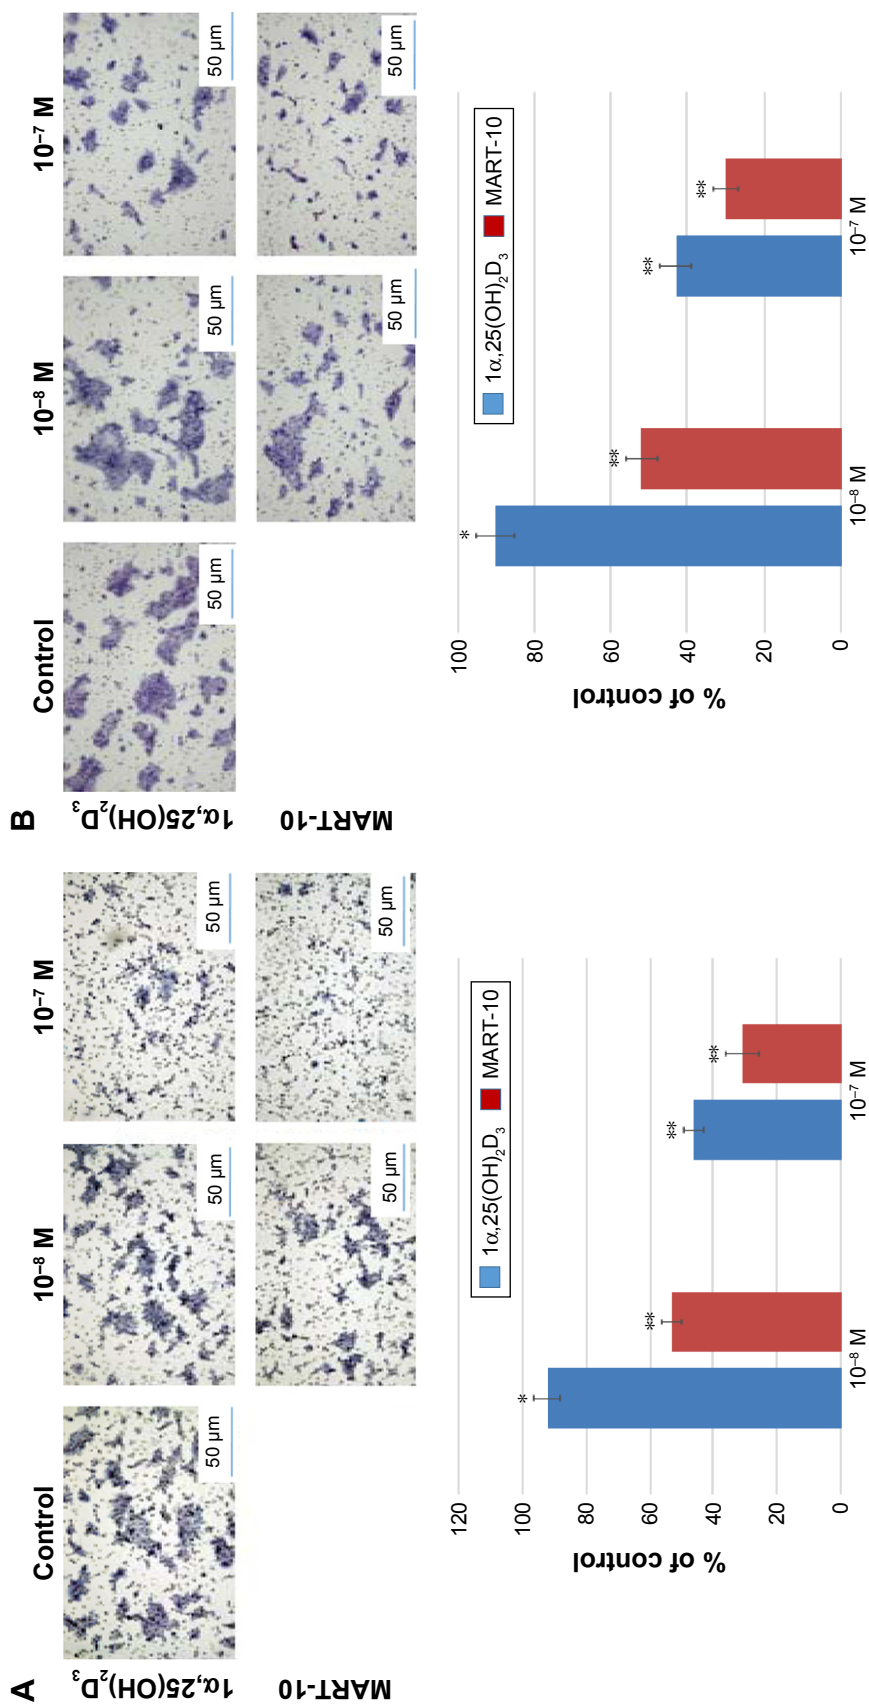 A
Control
10⁻⁸ M
10⁻⁷ M
1α,25(OH)₂D₃
50 µm
50 µm
50 µm
MART-10
50 µm
50 µm
% of control
120
100
80
60
40
20
0
1α,25(OH)₂D₃ MART-10
*
**
**
**
10⁻⁸ M
10⁻⁷ M
B
Control
10⁻⁸ M
10⁻⁷ M
1α,25(OH)₂D₃
50 µm
50 µm
50 µm
MART-10
50 µm
50 µm
% of control
100
80
60
40
20
0
1α,25(OH)₂D₃ MART-10
*
**
**
**
10⁻⁸ M
10⁻⁷ M